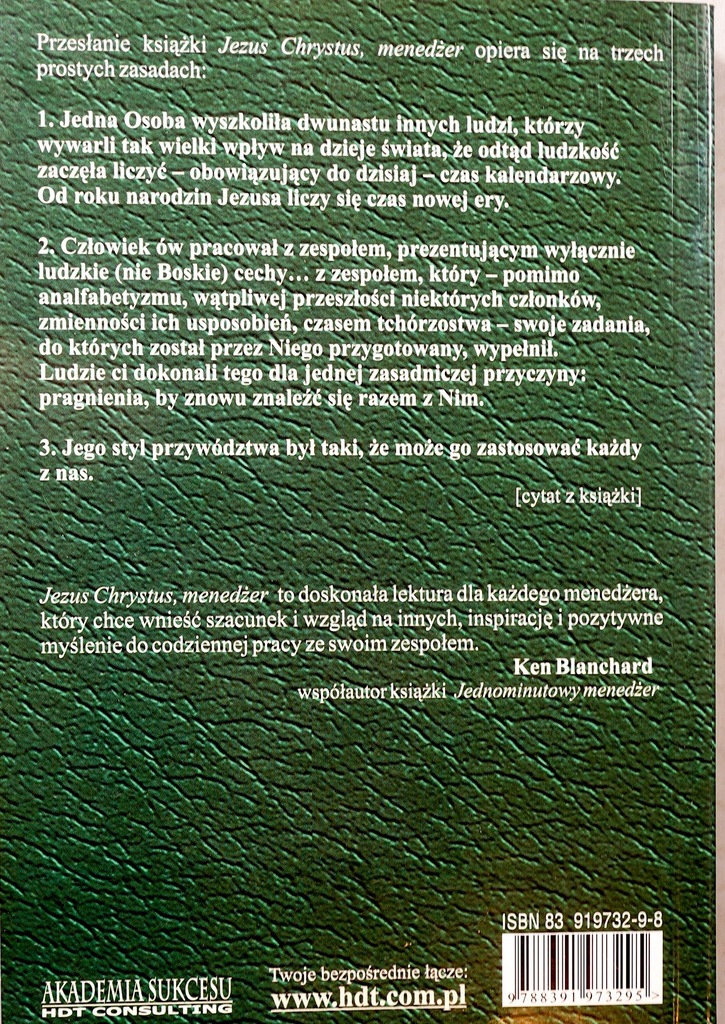 Przesłanie książki Jezus Chrystus, menedżer opiera się na trzech
prostych zasadach:
1. Jedna Osoba wyszkoliła dwunastu innych ludzi, którzy
wywarli tak wielki wpływ na dzieje świata, że odtąd ludzkość
zaczęła liczyć – obowiązujący do dzisiaj – czas kalendarzowy.
Od roku narodzin Jezusa liczy się czas nowej ery.
2. Człowiek ów pracował z zespołem, prezentującym wyłącznie
ludzkie (nie Boskie) cechy... z zespołem, który – pomimo
analfabetyzmu, wątpliwej przeszłości niektórych członków,
zmienności ich usposobień, czasem tchórzostwa – swoje zadania,
do których został przez Niego przygotowany, wypełnił.
Ludzie ci dokonali tego dla jednej zasadniczej przyczyny:
pragnienia, by znowu znaleźć się razem z Nim.
3. Jego styl przywództwa był taki, że może go zastosować każdy
z nas.
[cytat z książki]
Jezus Chrystus, menedżer to doskonała lektura dla każdego menedżera,
który chce wnieść szacunek i wzgląd na innych, inspirację i pozytywne
myślenie do codziennej pracy ze swoim zespołem.
Ken Blanchard
współautor książki Jednominutowy menedżer
ISBN 83 919732-9-8
9 788391 973295 >
AKADEMIA SUKCESU
HDT CONSULTING
Twoje bezpośrednie łącze:
www.hdt.com.pl